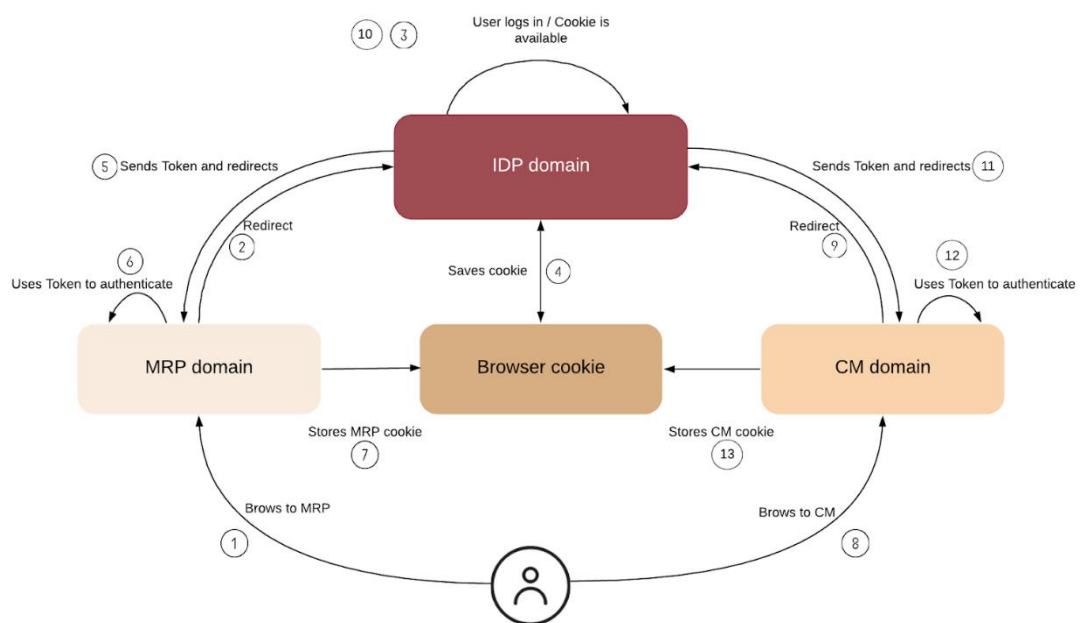 10 3
User logs in / Cookie is
available
IDP domain
5 Sends Token and redirects
Sends Token and redirects 11
Redirect
2
Redirect
9
6
Uses Token to authenticate
Saves cookie 4
12
Uses Token to authenticate
MRP domain
Browser cookie
CM domain
Stores MRP cookie
7
Stores CM cookie
13
Brows to MRP
1
Brows to CM
8